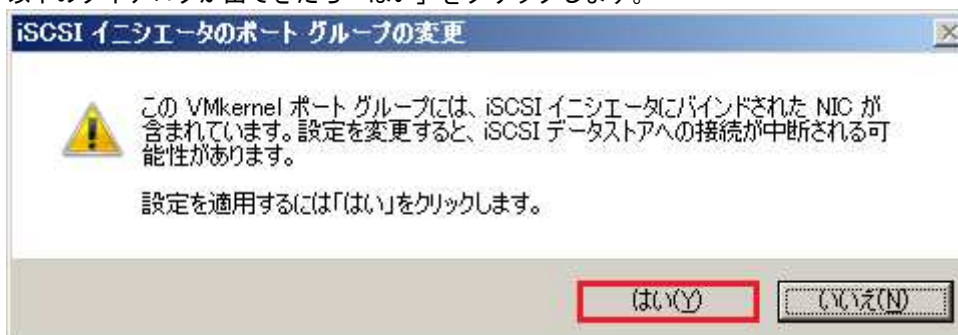 以下のダイアログが出てきたら「はい」をクリックします。
iSCSI イニシエータのポート グループの変更
この VMkernel ポート グループには、iSCSI イニシエータにバインドされた NIC が
含まれています。設定を変更すると、iSCSI データストアへの接続が中断される可
能性があります。
設定を適用するには「はい」をクリックします。
はい(Y)
いいえ(N)